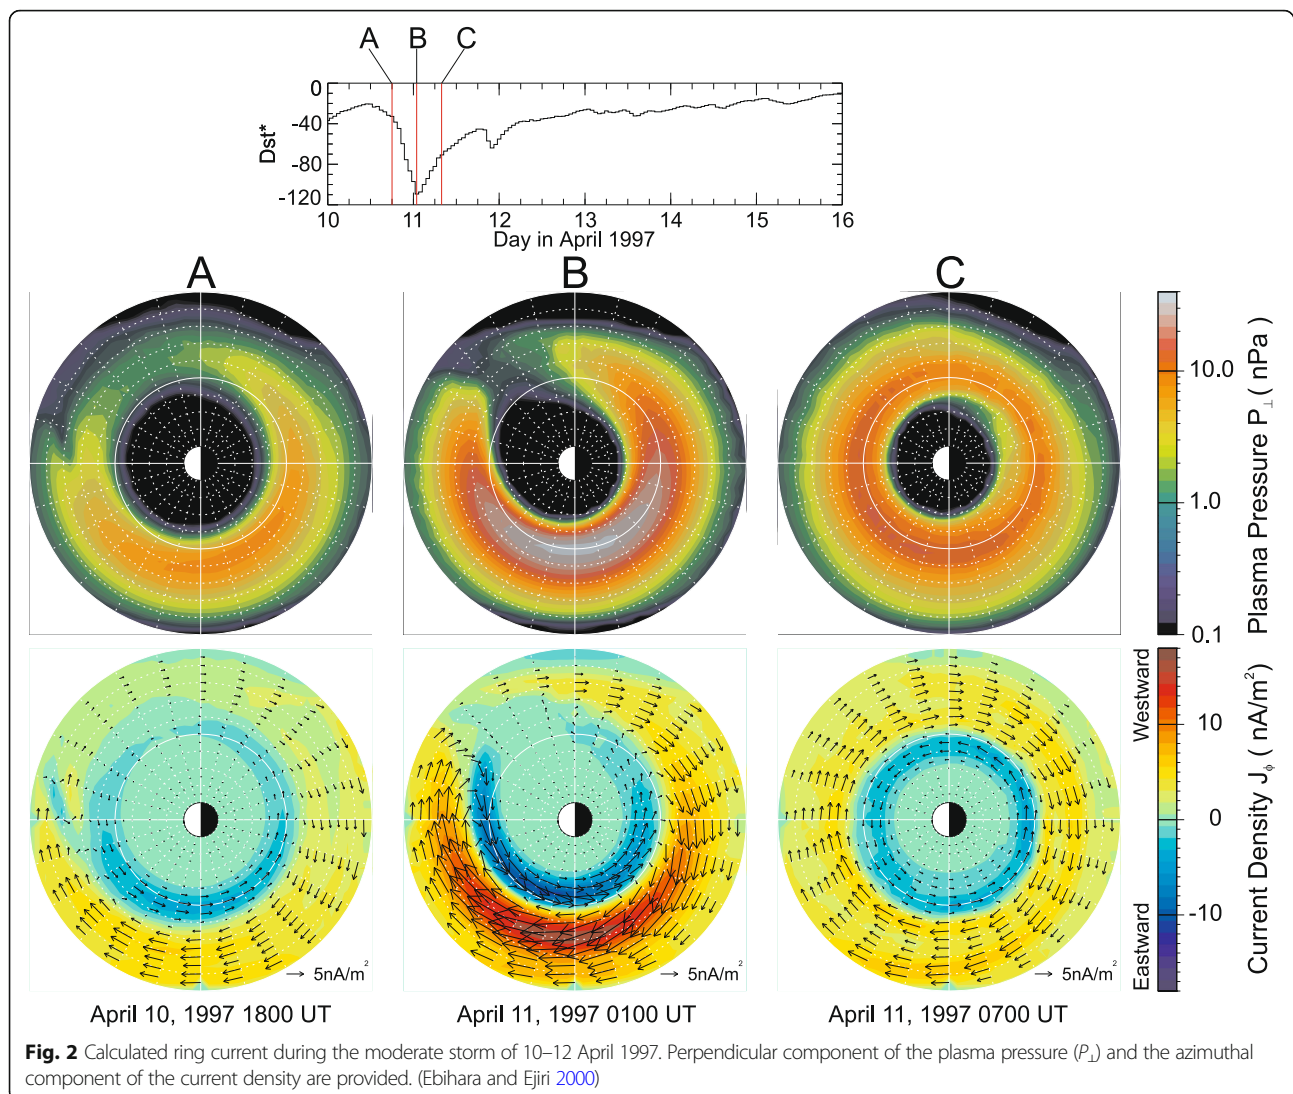 A B C
0
-40
-80
-120
Dst*
10 11 12 13 14 15 16
Day in April 1997
A B C
10.0
1.0
0.1
Plasma Pressure P⊥ ( nPa )
Westward
Eastward
10
0
-10
Current Density Jϕ ( nA/m²)
5nA/m² 5nA/m² 5nA/m²
April 10, 1997 1800 UT April 11, 1997 0100 UT April 11, 1997 0700 UT
Fig. 2 Calculated ring current during the moderate storm of 10–12 April 1997. Perpendicular component of the plasma pressure (P⊥) and the azimuthal
component of the current density are provided. (Ebihara and Ejiri 2000)